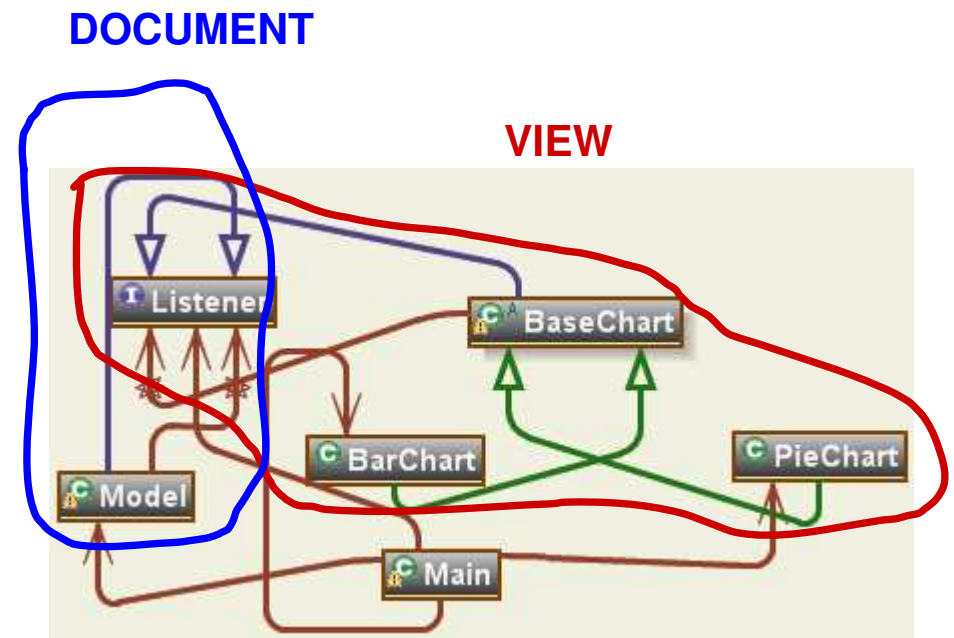 DOCUMENT
VIEW
I Listener
C A BaseChart
C BarChart
C PieChart
C Model
C Main